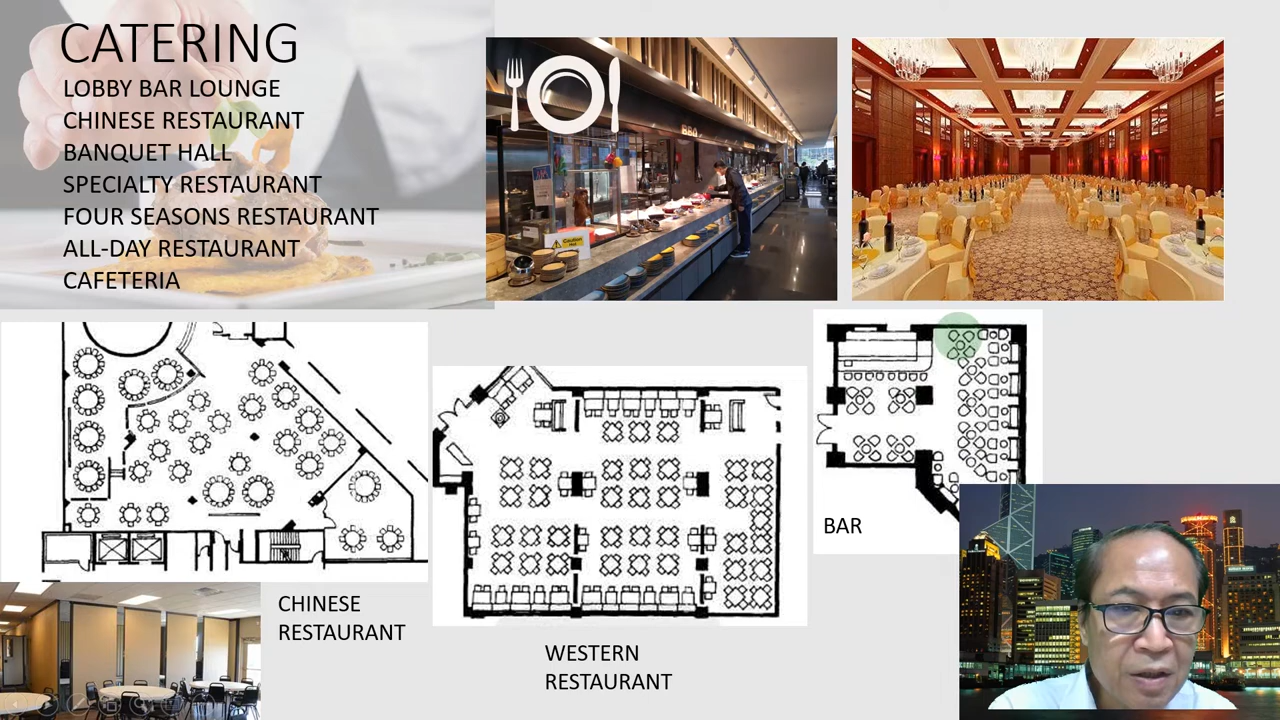 CATERING
LOBBY BAR LOUNGE
CHINESE RESTAURANT
BANQUET HALL
SPECIALTY RESTAURANT
FOUR SEASONS RESTAURANT
ALL-DAY RESTAURANT
CAFETERIA
BBQ
BAR
CHINESE
RESTAURANT
WESTERN
RESTAURANT